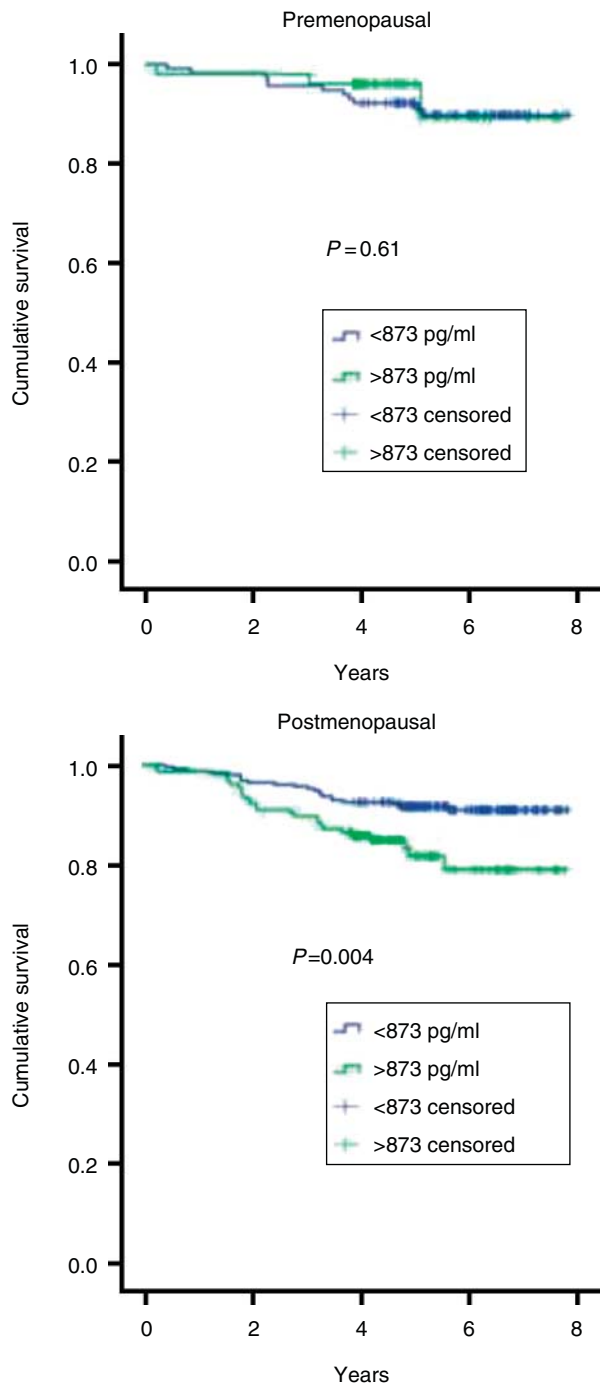 Premenopausal
1.0
0.8
0.6
0.4
0.2
0.0
Cumulative survival
P = 0.61
<873 pg/ml
>873 pg/ml
<873 censored
>873 censored
0 2 4 6 8
Years
Postmenopausal
1.0
0.8
0.6
0.4
0.2
0.0
Cumulative survival
P=0.004
<873 pg/ml
>873 pg/ml
<873 censored
>873 censored
0 2 4 6 8
Years